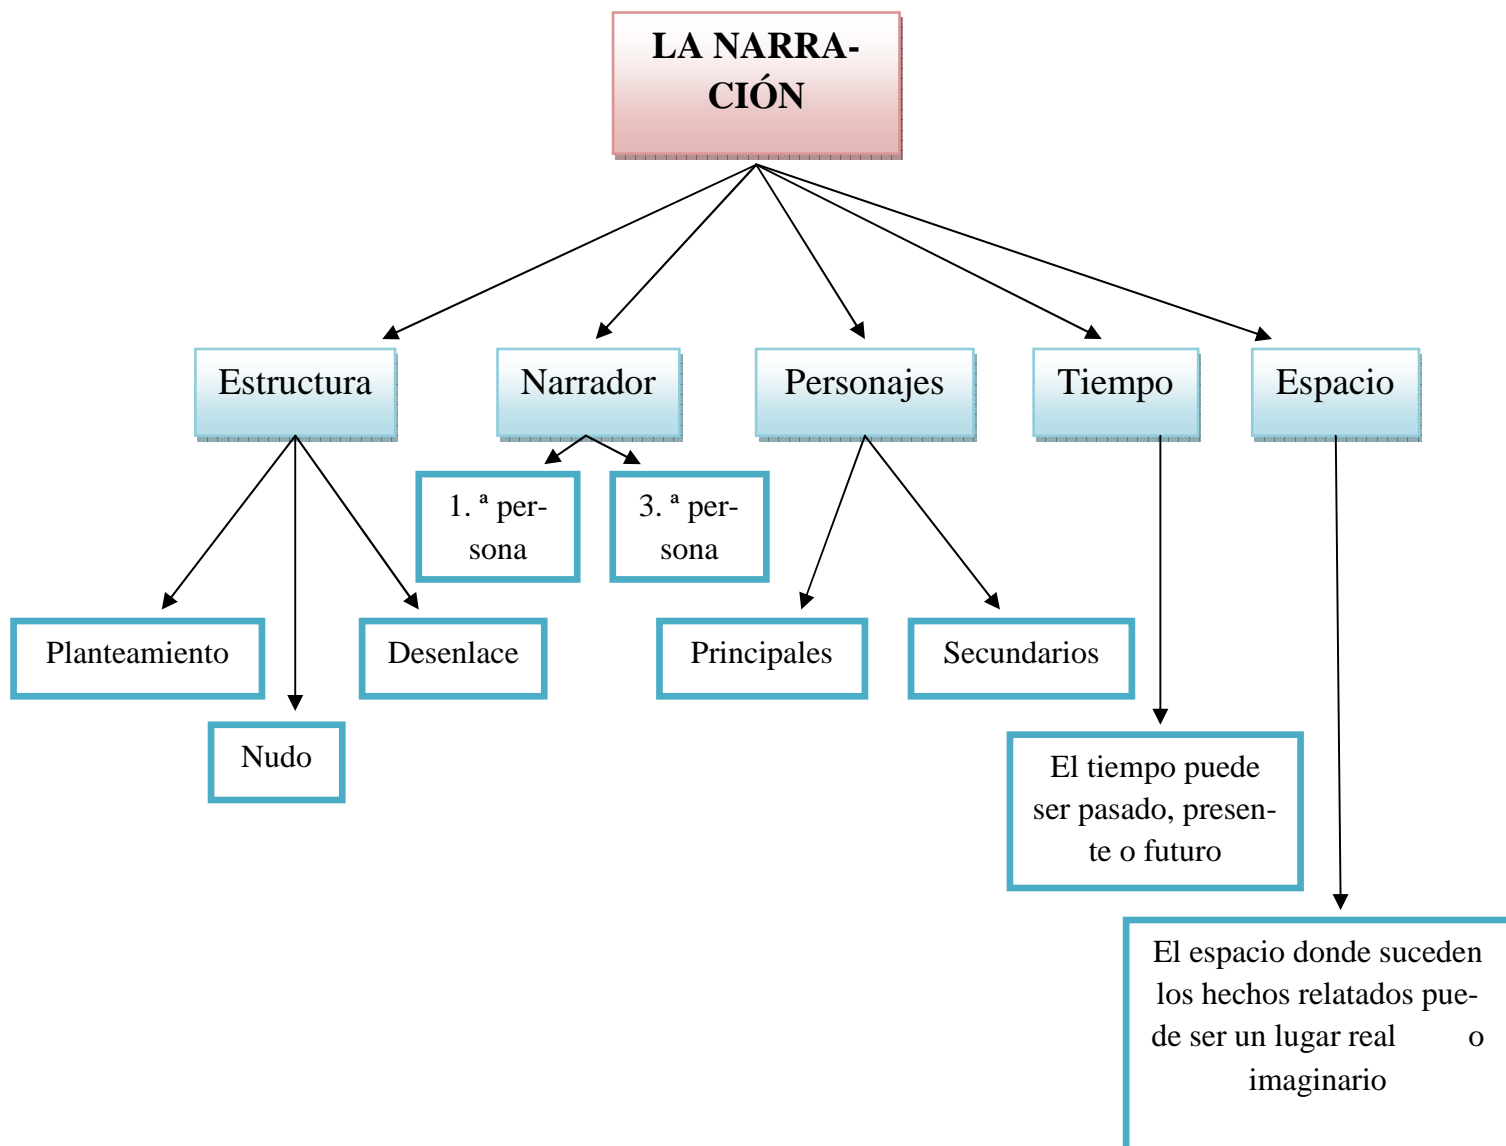 LA NARRA-
CIÓN
Estructura
Narrador
Personajes
Tiempo
Espacio
1. ª per-
sona
3. ª per-
sona
Planteamiento
Desenlace
Principales
Secundarios
Nudo
El tiempo puede
ser pasado, presen-
te o futuro
El espacio donde suceden
los hechos relatados pue-
de ser un lugar real o
imaginario